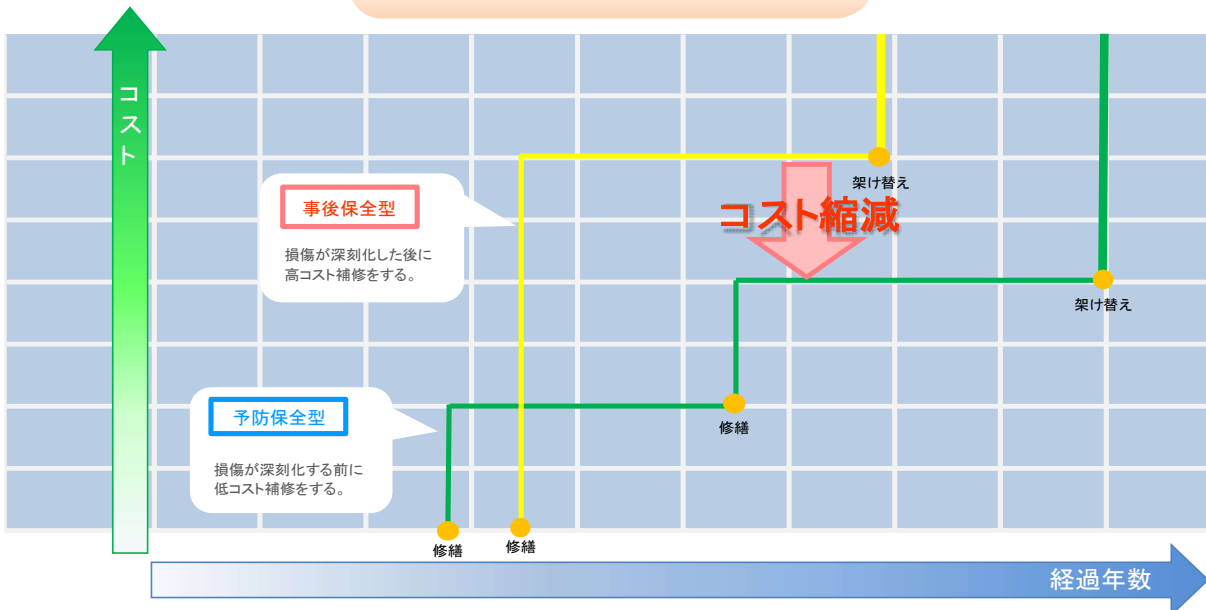 コスト
架け替え
事後保全型
コスト縮減
損傷が深刻化した後に
高コスト補修をする。
架け替え
予防保全型
修繕
損傷が深刻化する前に
低コスト補修をする。
修繕
修繕
経過年数